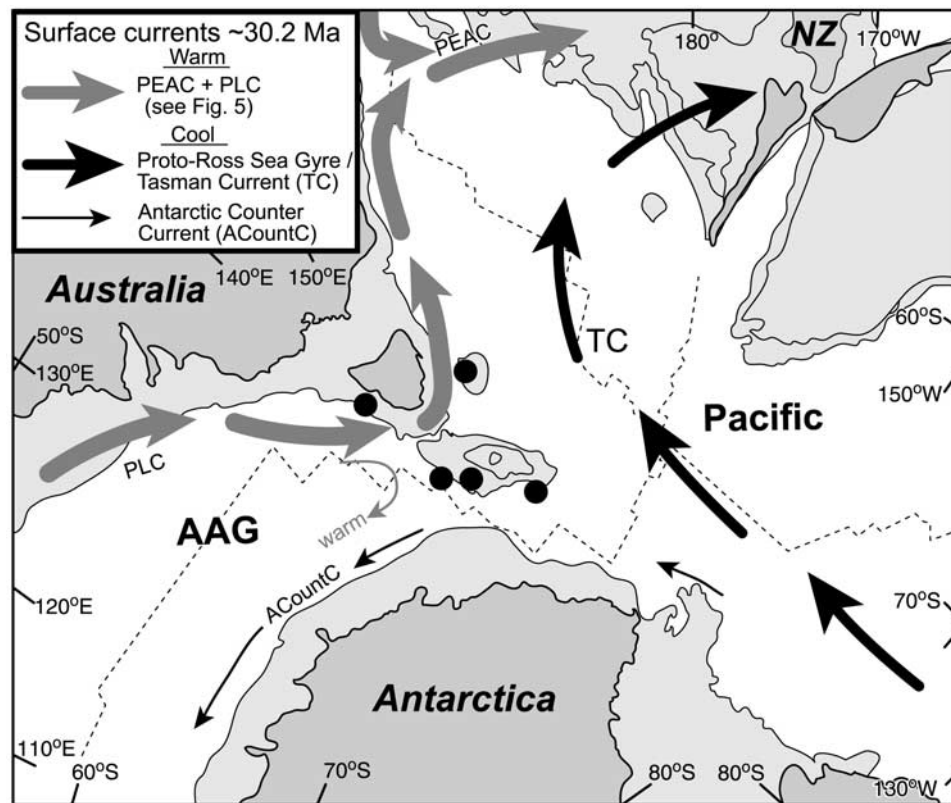 Surface currents ~30.2 Ma
Warm
PEAC + PLC
(see Fig. 5)
Cool
Proto-Ross Sea Gyre /
Tasman Current (TC)
Antarctic Counter
Current (ACountC)
PEAC
180°
NZ
170°W
140°E
150°E
Australia
50°S
130°E
60°S
TC
150°W
Pacific
PLC
AAG
warm
ACountC
120°E
70°S
Antarctica
110°E
60°S
70°S
80°S
80°S
130°W